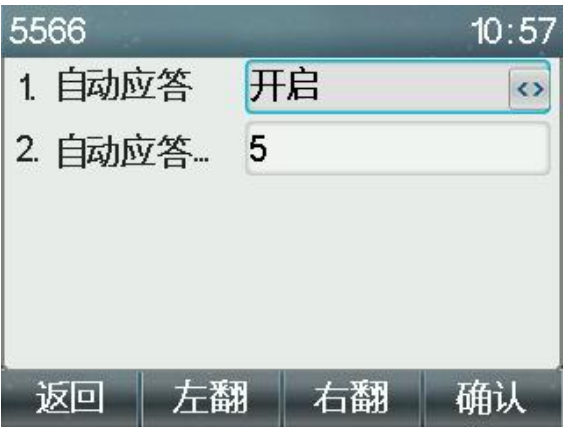 5566 10:57
1. 自动应答 开启 <>
2. 自动应答... 5
返回 左翻 右翻 确认